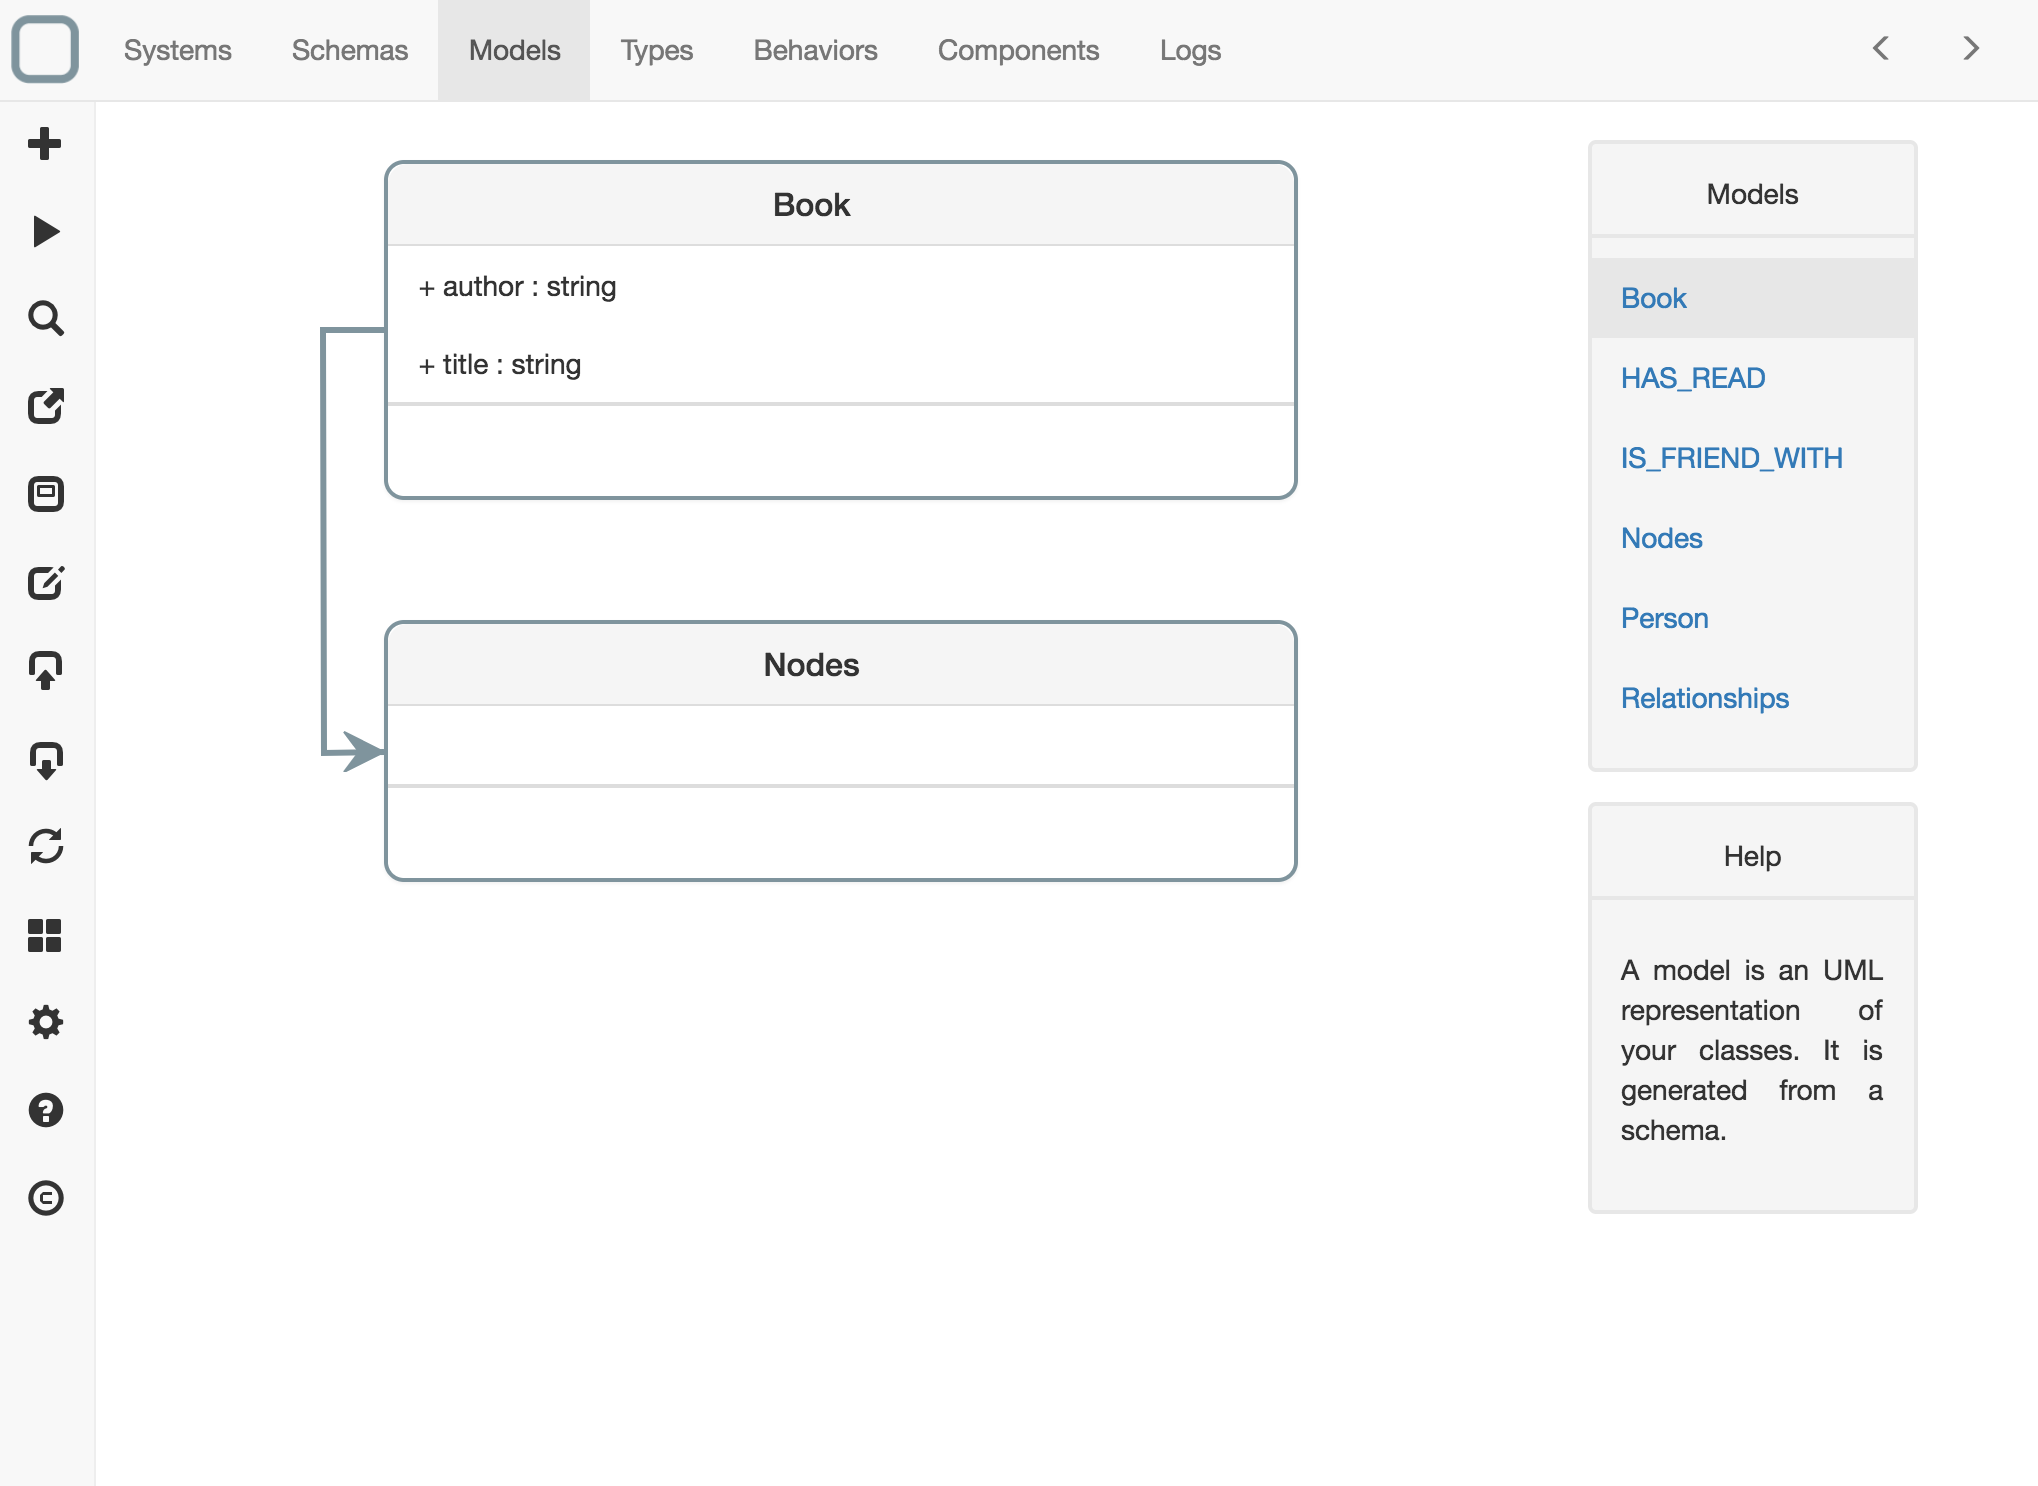 Systems
Schemas
Models
Types
Behaviors
Components
Logs
Book
+ author : string
+ title : string
Nodes
Models
Book
HAS_READ
IS_FRIEND_WITH
Nodes
Person
Relationships
Help
A model is an UML
representation of
your classes. It is
generated from a
schema.